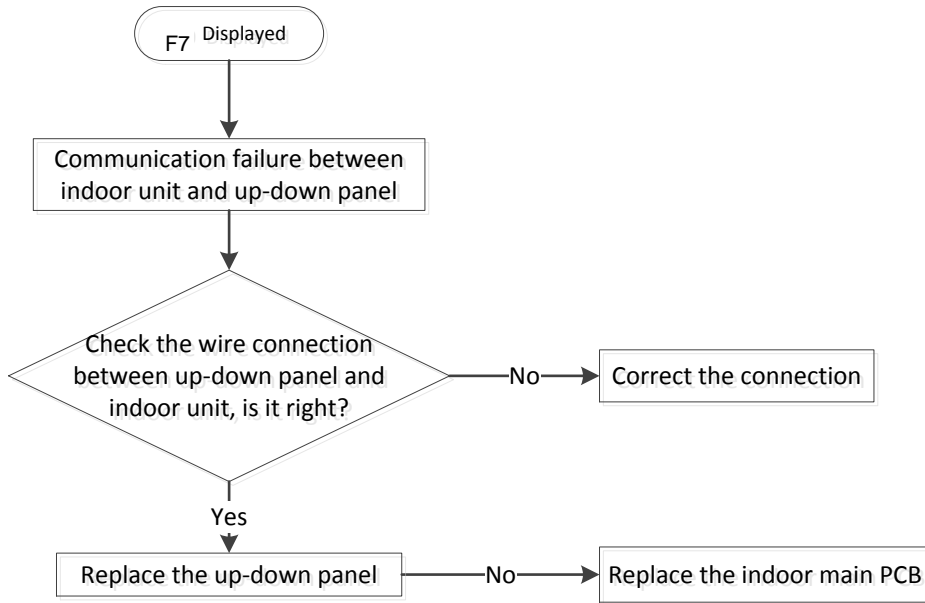 F7 Displayed
Communication failure between
indoor unit and up-down panel
Check the wire connection
between up-down panel and
indoor unit, is it right?
No
Correct the connection
Yes
Replace the up-down panel
No
Replace the indoor main PCB